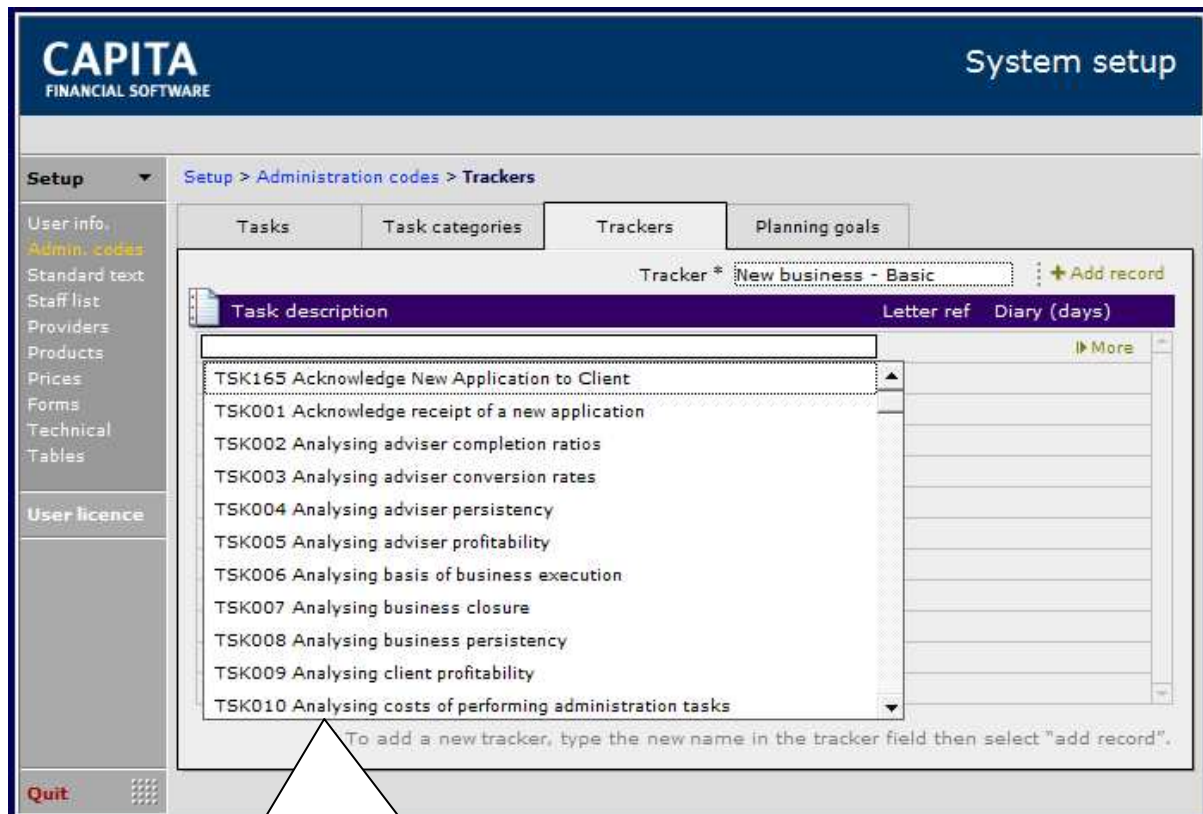 CAPITA
FINANCIAL SOFTWARE
System setup
Setup
Setup > Administration codes > Trackers
User info.
Admin. codes
Standard text
Staff list
Providers
Products
Prices
Forms
Technical
Tables
User licence
Quit
Tasks Task categories Trackers Planning goals
Tracker * New business - Basic + Add record
Task description Letter ref Diary (days)
More
TSK165 Acknowledge New Application to Client
TSK001 Acknowledge receipt of a new application
TSK002 Analysing adviser completion ratios
TSK003 Analysing adviser conversion rates
TSK004 Analysing adviser persistency
TSK005 Analysing adviser profitability
TSK006 Analysing basis of business execution
TSK007 Analysing business closure
TSK008 Analysing business persistency
TSK009 Analysing client profitability
TSK010 Analysing costs of performing administration tasks
To add a new tracker, type the new name in the tracker field then select "add record".